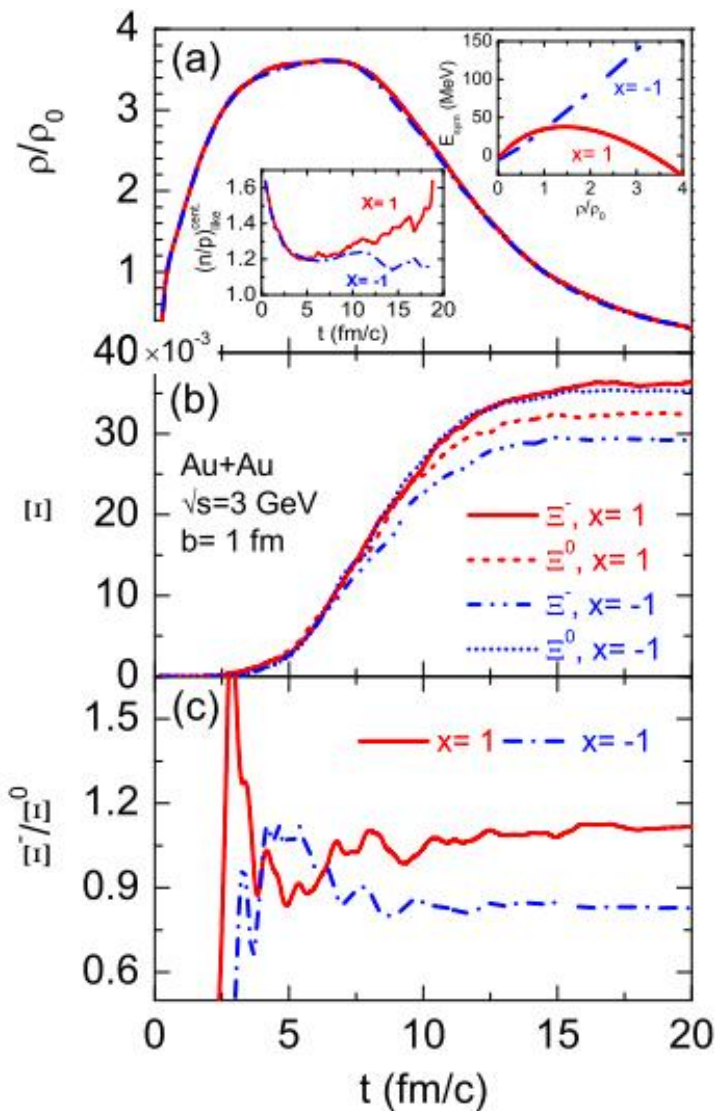 4
3
2
1
ρ/ρ0
(a)
150
100
50
0
Esym (MeV)
x= -1
x= 1
0 1 2 3 4
ρ/ρ0
1.6
1.4
1.2
1.0
(n/p)cent. like
X= 1
X= -1
0 5 10 15 20
t (fm/c)
×10-3
40
30
20
10
0
Ξ
(b)
Au+Au
√s=3 GeV
b= 1 fm
Ξ-, x= 1
Ξ0, x= 1
Ξ-, x= -1
Ξ0, x= -1
(c)
x= 1 x= -1
1.5
1.2
0.9
0.6
Ξ-/Ξ0
0 5 10 15 20
t (fm/c)